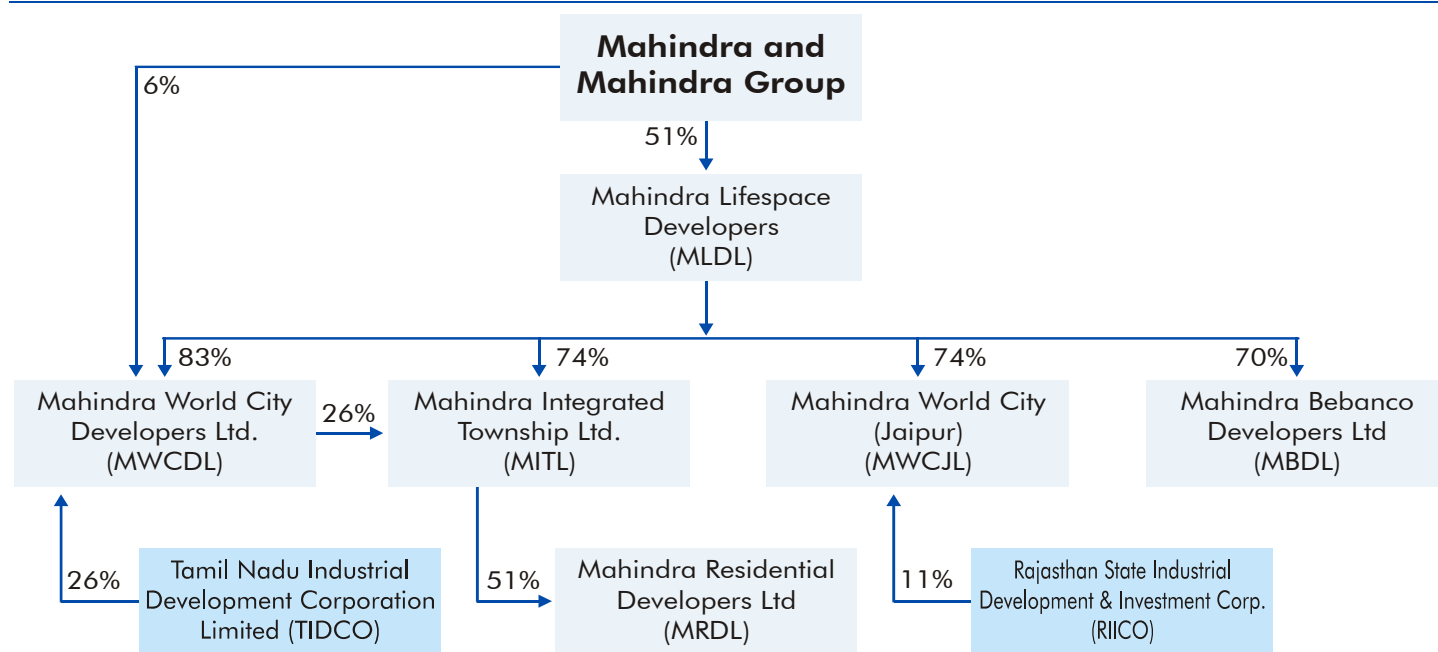 Mahindra and
Mahindra Group
6%
51%
Mahindra Lifespace
Developers
(MLDL)
83%
74%
74%
70%
Mahindra World City
Developers Ltd.
(MWCDL)
26%
Mahindra Integrated
Township Ltd.
(MITL)
Mahindra World City
(Jaipur)
(MWCJL)
Mahindra Bebanco
Developers Ltd
(MBDL)
26%
Tamil Nadu Industrial
Development Corporation
Limited (TIDCO)
51%
Mahindra Residential
Developers Ltd
(MRDL)
11%
Rajasthan State Industrial
Development & Investment Corp.
(RIICO)